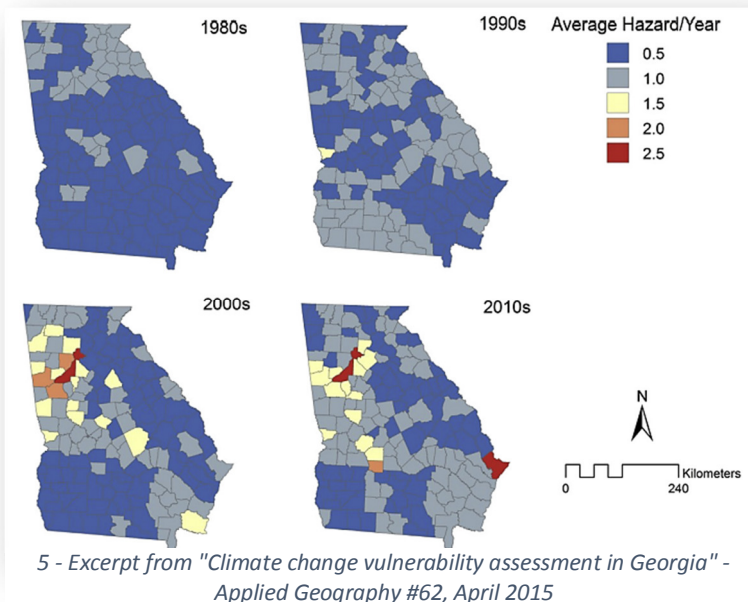 1980s
1990s
Average Hazard/Year
0.5
1.0
1.5
2.0
2.5
2000s
2010s
N
Kilometers
0 240
5 - Excerpt from "Climate change vulnerability assessment in Georgia" -
Applied Geography #62, April 2015